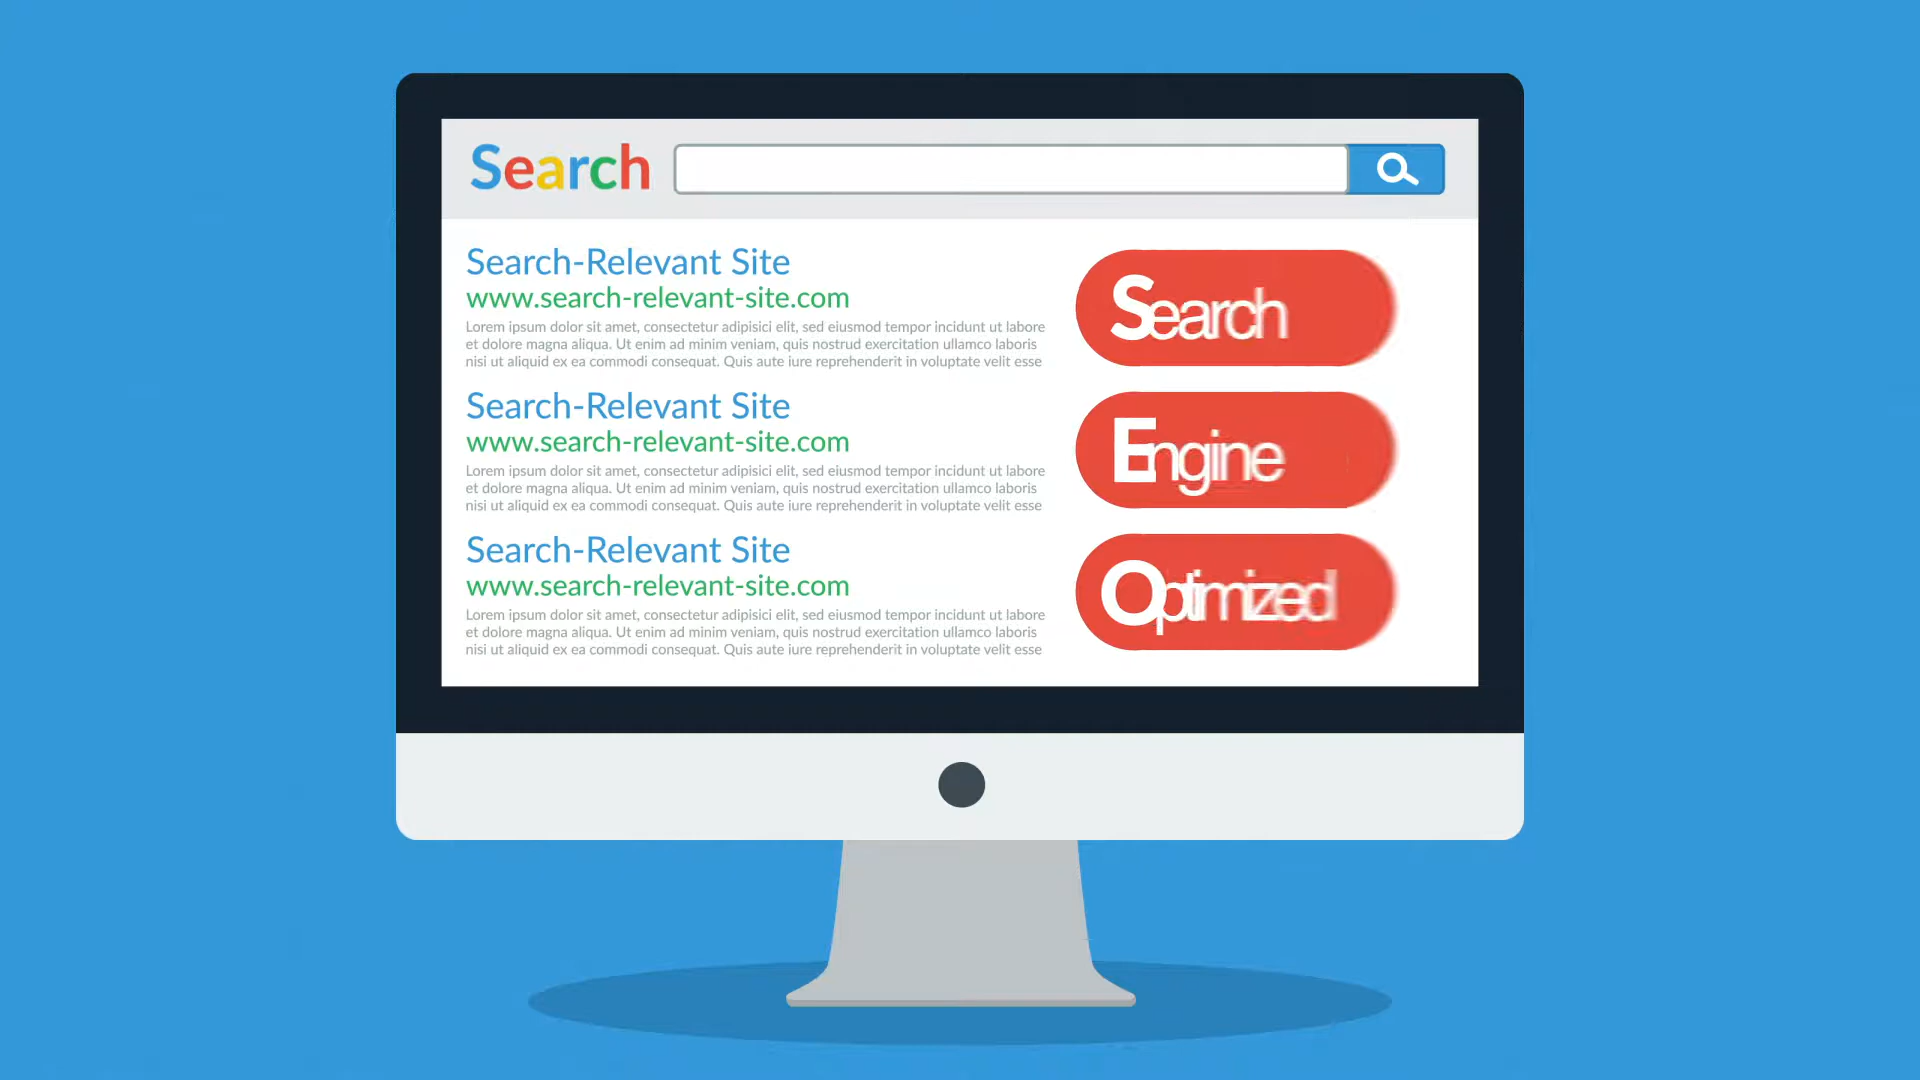 Search
Search-Relevant Site
www.search-relevant-site.com
Lorem ipsum dolor sit amet, consectetur adipisici elit, sed eiusmod tempor incidunt ut labore
et dolore magna aliqua. Ut enim ad minim veniam, quis nostrud exercitation ullamco laboris
nisi ut aliquid ex ea commodi consequat. Quis aute iure reprehenderit in voluptate velit esse
Search-Relevant Site
www.search-relevant-site.com
Lorem ipsum dolor sit amet, consectetur adipisici elit, sed eiusmod tempor incidunt ut labore
et dolore magna aliqua. Ut enim ad minim veniam, quis nostrud exercitation ullamco laboris
nisi ut aliquid ex ea commodi consequat. Quis aute iure reprehenderit in voluptate velit esse
Search-Relevant Site
www.search-relevant-site.com
Lorem ipsum dolor sit amet, consectetur adipisici elit, sed eiusmod tempor incidunt ut labore
et dolore magna aliqua. Ut enim ad minim veniam, quis nostrud exercitation ullamco laboris
nisi ut aliquid ex ea commodi consequat. Quis aute iure reprehenderit in voluptate velit esse
Search
Engine
Optimized